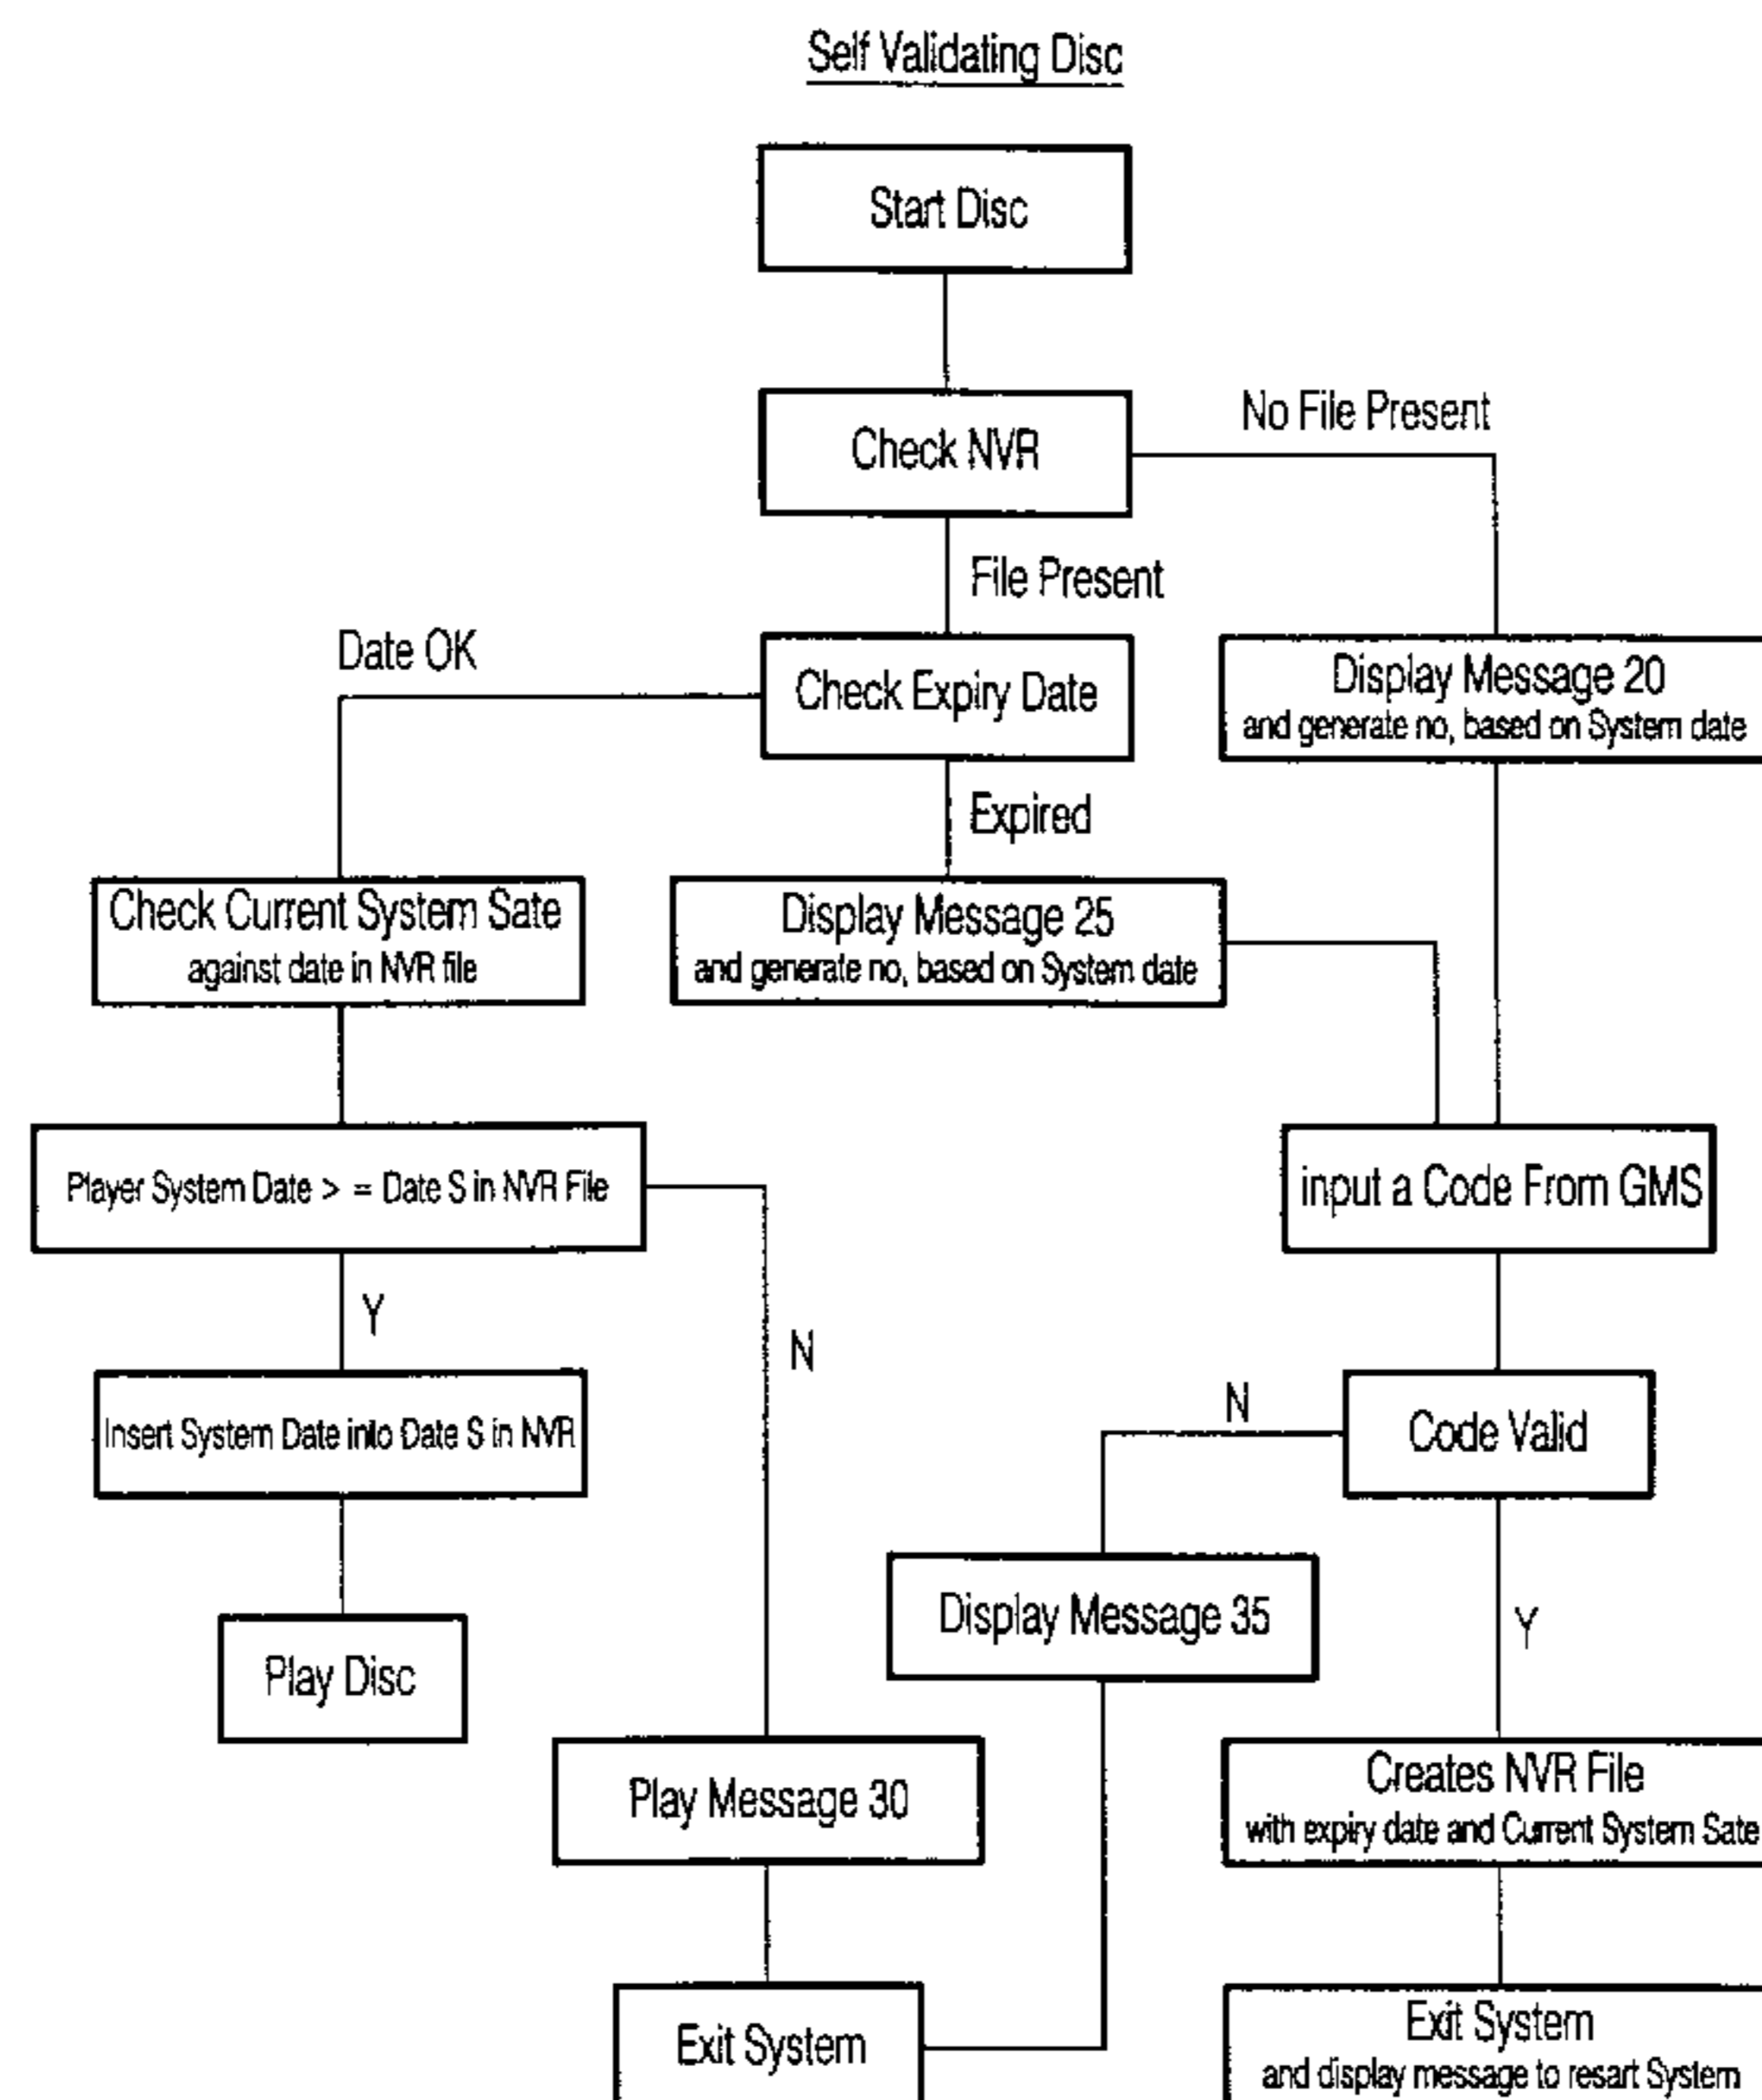 Self Validating Disc
Start Disc
Check NVR
No File Present
File Present
Date OK
Check Expiry Date
Display Message 20
and generate no, based on System date
Expired
Check Current System Sate
against date in NVR file
Display Message 25
and generate no, based on System date
Player System Date > = Date S in NVR File
input a Code From GMS
Y
N
Insert System Date into Date S in NVR
N
Code Valid
Display Message 35
Y
Play Disc
Play Message 30
Creates NVR File
with expiry date and Current System Sate
Exit System
Exit System
and display message to resart System